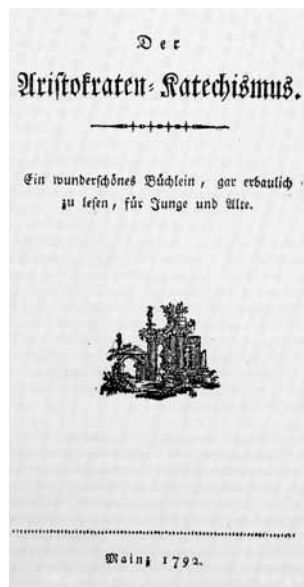 Der
Aristokraten-Katechismus.
Ein wunderschönes Büchlein, gar erbaulich
zu lesen, für Junge und Alte.
Mainz 1792.